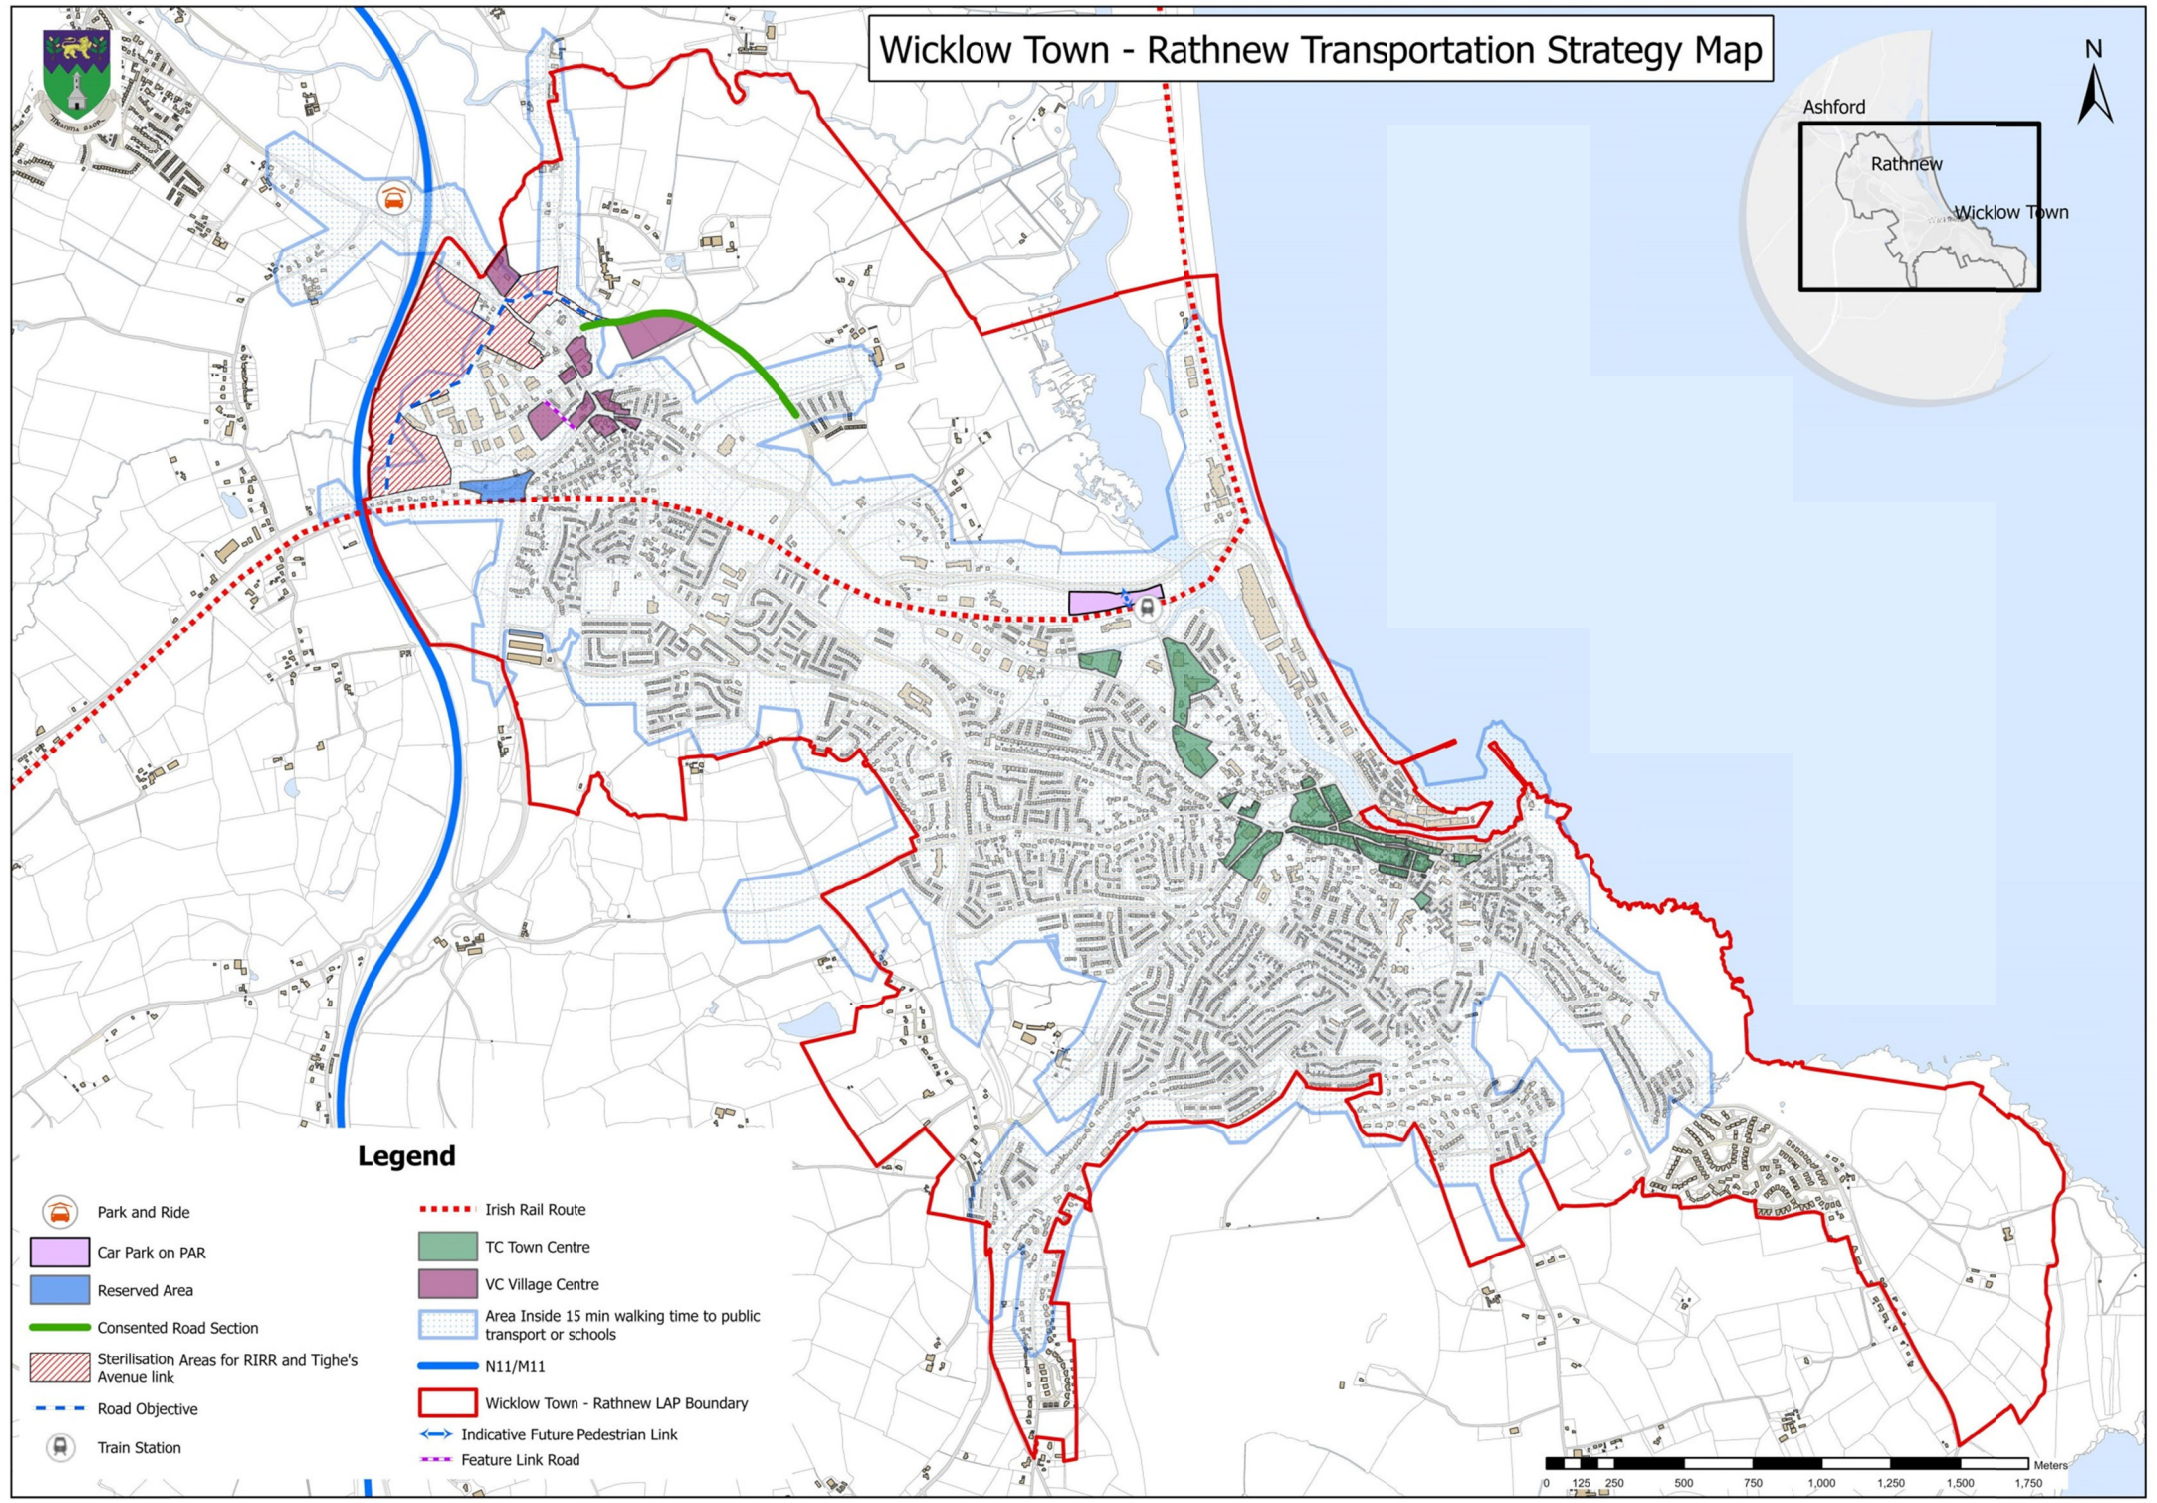 Wicklow Town - Rathnew Transportation Strategy Map
N
Ashford
Rathnew
Wicklow Town
Legend
Park and Ride
Car Park on PAR
Reserved Area
Consented Road Section
Sterilisation Areas for RIRR and Tighe's
Avenue link
Road Objective
Train Station
Irish Rail Route
TC Town Centre
VC Village Centre
Area Inside 15 min walking time to public
transport or schools
N11/M11
Wicklow Town - Rathnew LAP Boundary
Indicative Future Pedestrian Link
Feature Link Road
Meters
0 125 250 500 750 1,000 1,250 1,500 1,750